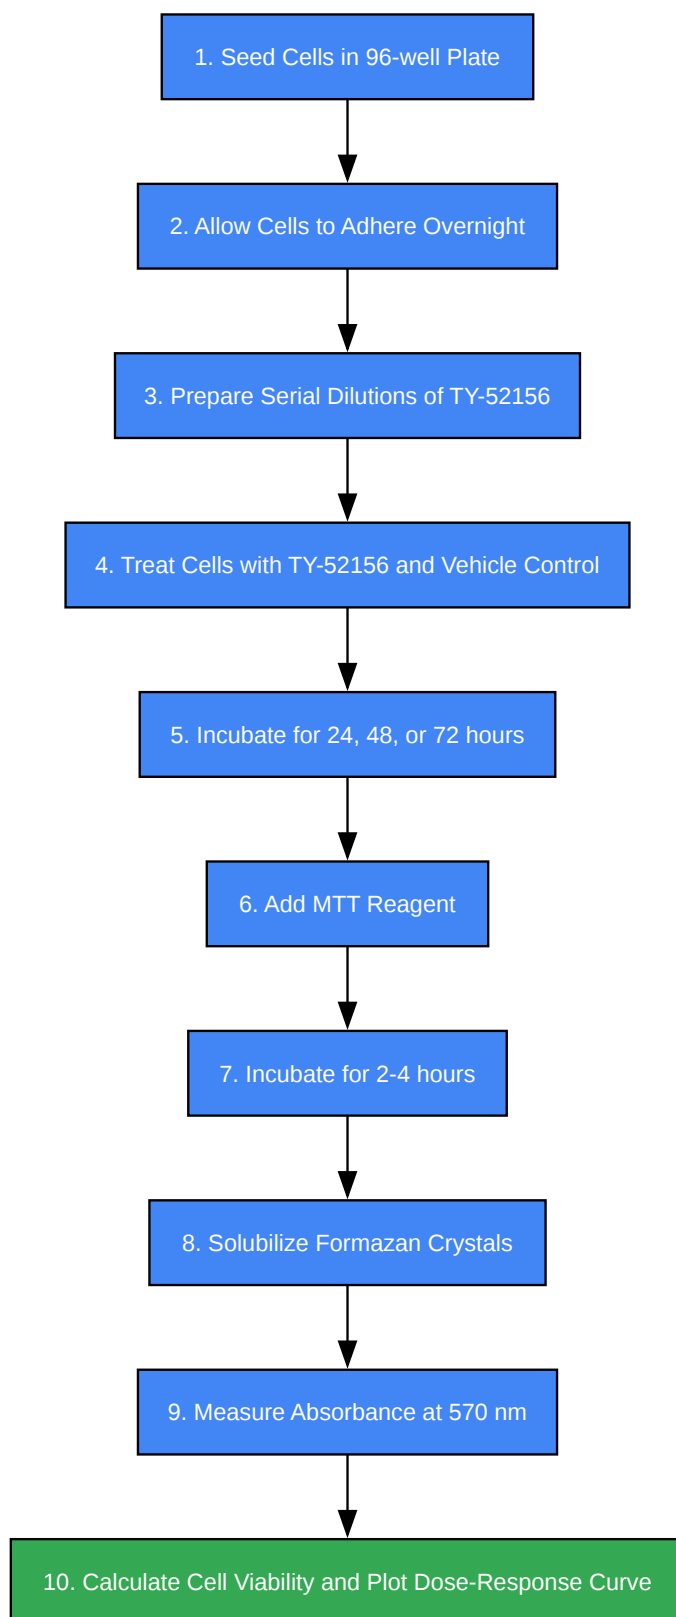 1. Seed Cells in 96-well Plate
2. Allow Cells to Adhere Overnight
3. Prepare Serial Dilutions of TY-52156
4. Treat Cells with TY-52156 and Vehicle Control
5. Incubate for 24, 48, or 72 hours
6. Add MTT Reagent
7. Incubate for 2-4 hours
8. Solubilize Formazan Crystals
9. Measure Absorbance at 570 nm
10. Calculate Cell Viability and Plot Dose-Response Curve